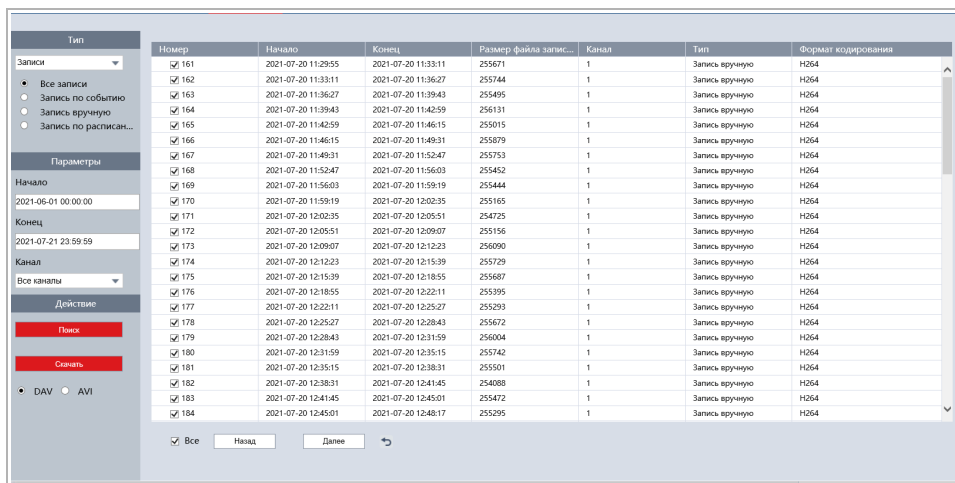 Тип
Записи
Все записи
Запись по событию
Запись вручную
Запись по расписан...
Параметры
Начало
2021-06-01 00:00:00
Конец
2021-07-21 23:59:59
Канал
Все каналы
Действие
Поиск
Скачать
DAV AVI
Номер Начало Конец Размер файла запис... Канал Тип Формат кодирования
161 2021-07-20 11:29:55 2021-07-20 11:33:11 255671 1 Запись вручную H264
162 2021-07-20 11:33:11 2021-07-20 11:36:27 255744 1 Запись вручную H264
163 2021-07-20 11:36:27 2021-07-20 11:39:43 255495 1 Запись вручную H264
164 2021-07-20 11:39:43 2021-07-20 11:42:59 256131 1 Запись вручную H264
165 2021-07-20 11:42:59 2021-07-20 11:46:15 255015 1 Запись вручную H264
166 2021-07-20 11:46:15 2021-07-20 11:49:31 255879 1 Запись вручную H264
167 2021-07-20 11:49:31 2021-07-20 11:52:47 255753 1 Запись вручную H264
168 2021-07-20 11:52:47 2021-07-20 11:56:03 255452 1 Запись вручную H264
169 2021-07-20 11:56:03 2021-07-20 11:59:19 255444 1 Запись вручную H264
170 2021-07-20 11:59:19 2021-07-20 12:02:35 255165 1 Запись вручную H264
171 2021-07-20 12:02:35 2021-07-20 12:05:51 254725 1 Запись вручную H264
172 2021-07-20 12:05:51 2021-07-20 12:09:07 255156 1 Запись вручную H264
173 2021-07-20 12:09:07 2021-07-20 12:12:23 256090 1 Запись вручную H264
174 2021-07-20 12:12:23 2021-07-20 12:15:39 255729 1 Запись вручную H264
175 2021-07-20 12:15:39 2021-07-20 12:18:55 255687 1 Запись вручную H264
176 2021-07-20 12:18:55 2021-07-20 12:22:11 255395 1 Запись вручную H264
177 2021-07-20 12:22:11 2021-07-20 12:25:27 255293 1 Запись вручную H264
178 2021-07-20 12:25:27 2021-07-20 12:28:43 255672 1 Запись вручную H264
179 2021-07-20 12:28:43 2021-07-20 12:31:59 256004 1 Запись вручную H264
180 2021-07-20 12:31:59 2021-07-20 12:35:15 255742 1 Запись вручную H264
181 2021-07-20 12:35:15 2021-07-20 12:38:31 255501 1 Запись вручную H264
182 2021-07-20 12:38:31 2021-07-20 12:41:45 254088 1 Запись вручную H264
183 2021-07-20 12:41:45 2021-07-20 12:45:01 255472 1 Запись вручную H264
184 2021-07-20 12:45:01 2021-07-20 12:48:17 255295 1 Запись вручную H264
Все Назад Далее